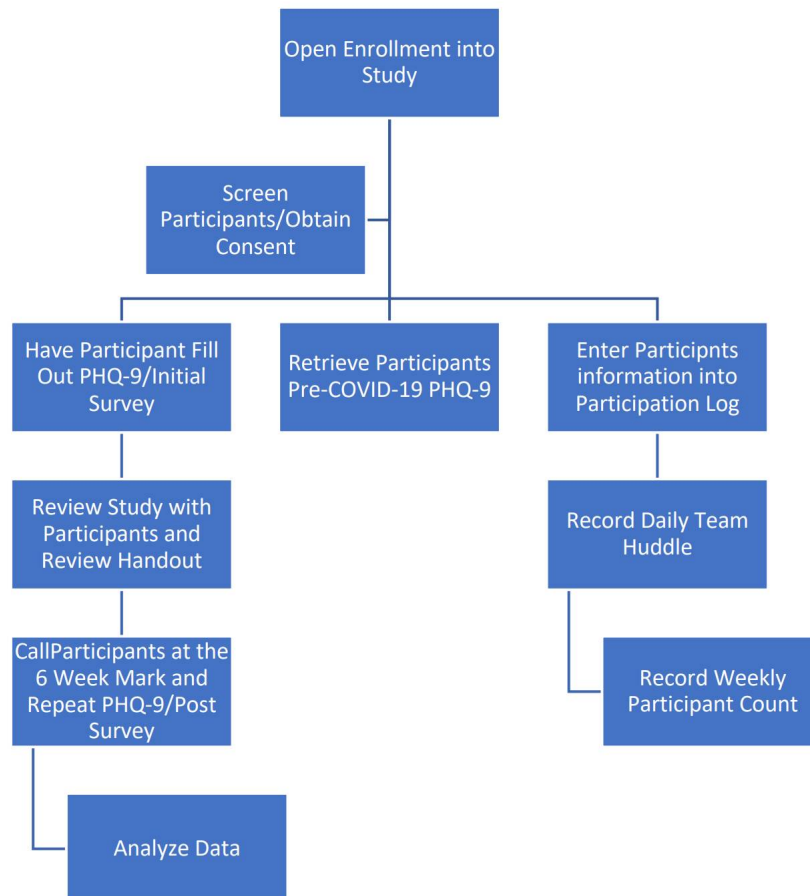 Open Enrollment into
Study
Screen
Participants/Obtain
Consent
Have Participant Fill
Out PHQ-9/Initial
Survey
Retrieve Participants
Pre-COVID-19 PHQ-9
Enter Particpnts
information into
Participation Log
Review Study with
Participants and
Review Handout
Record Daily Team
Huddle
CallParticipants at the
6 Week Mark and
Repeat PHQ-9/Post
Survey
Record Weekly
Participant Count
Analyze Data